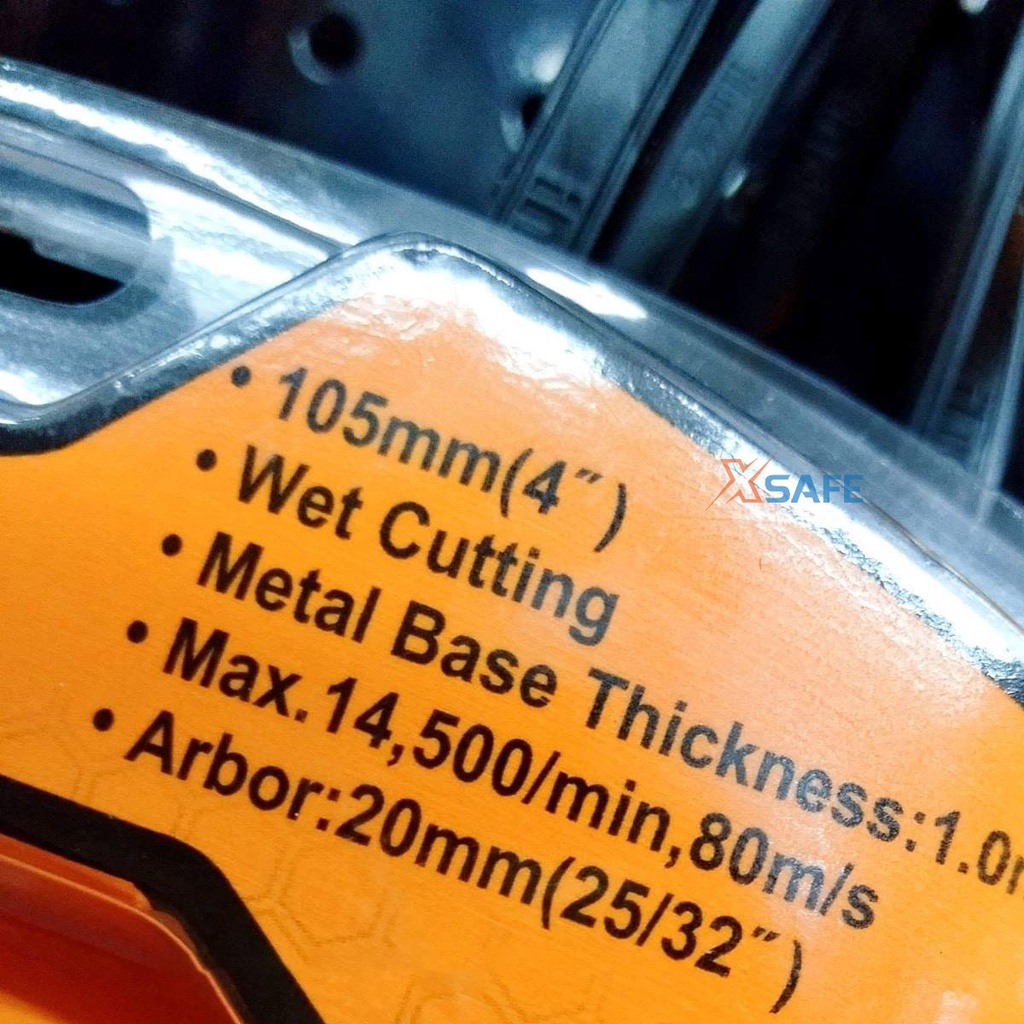 • 105mm(4″)
• Wet Cutting
• Metal Base Thickness:1.0
• Max.14,500/min,80m/s
• Arbor:20mm(25/32″)
XSAFE